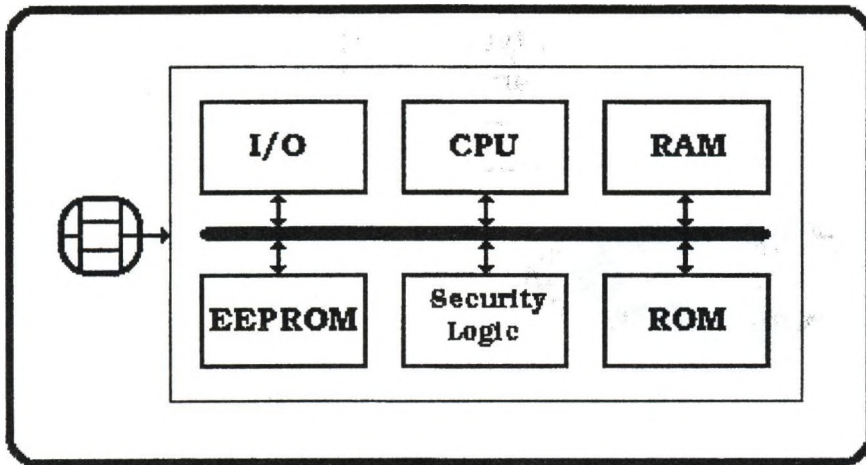 I/O
CPU
RAM
EEPROM
Security
Logic
ROM